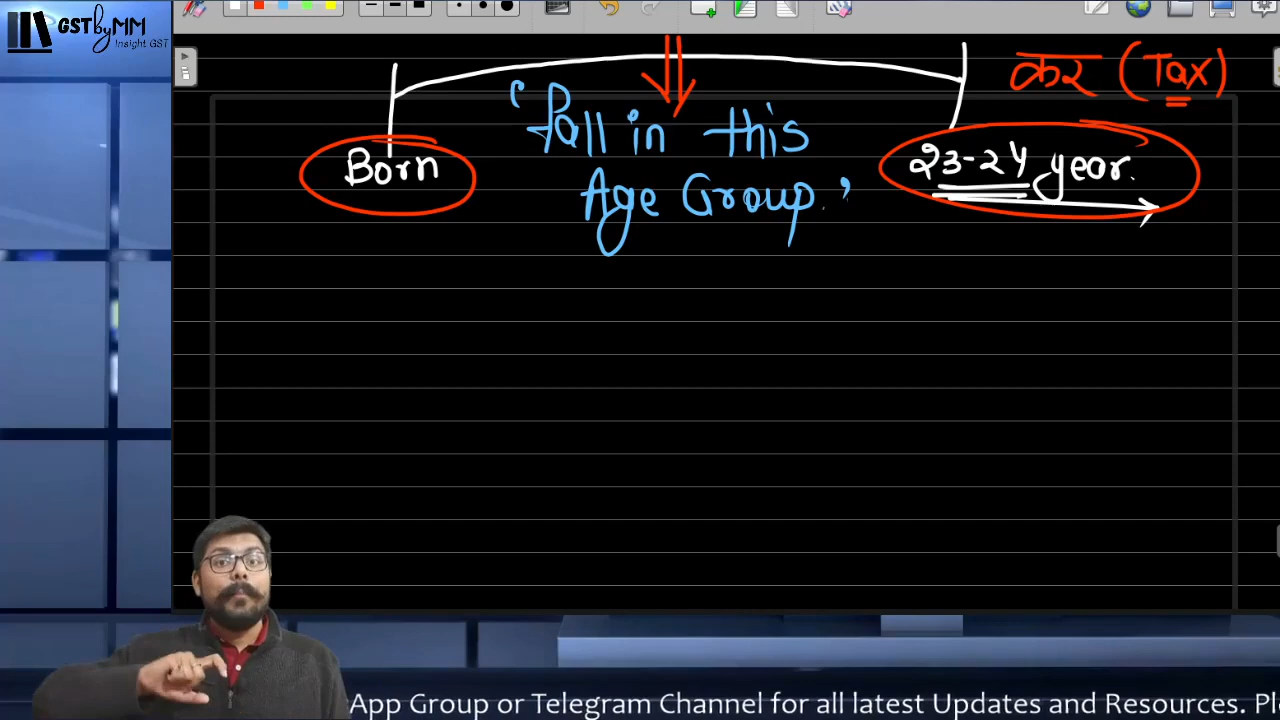 GSTbyMM
Insight GST
कर (Tax)
'fall in this
Age Group.'
Born
23-24 year.
App Group or Telegram Channel for all latest Updates and Resources. Pl